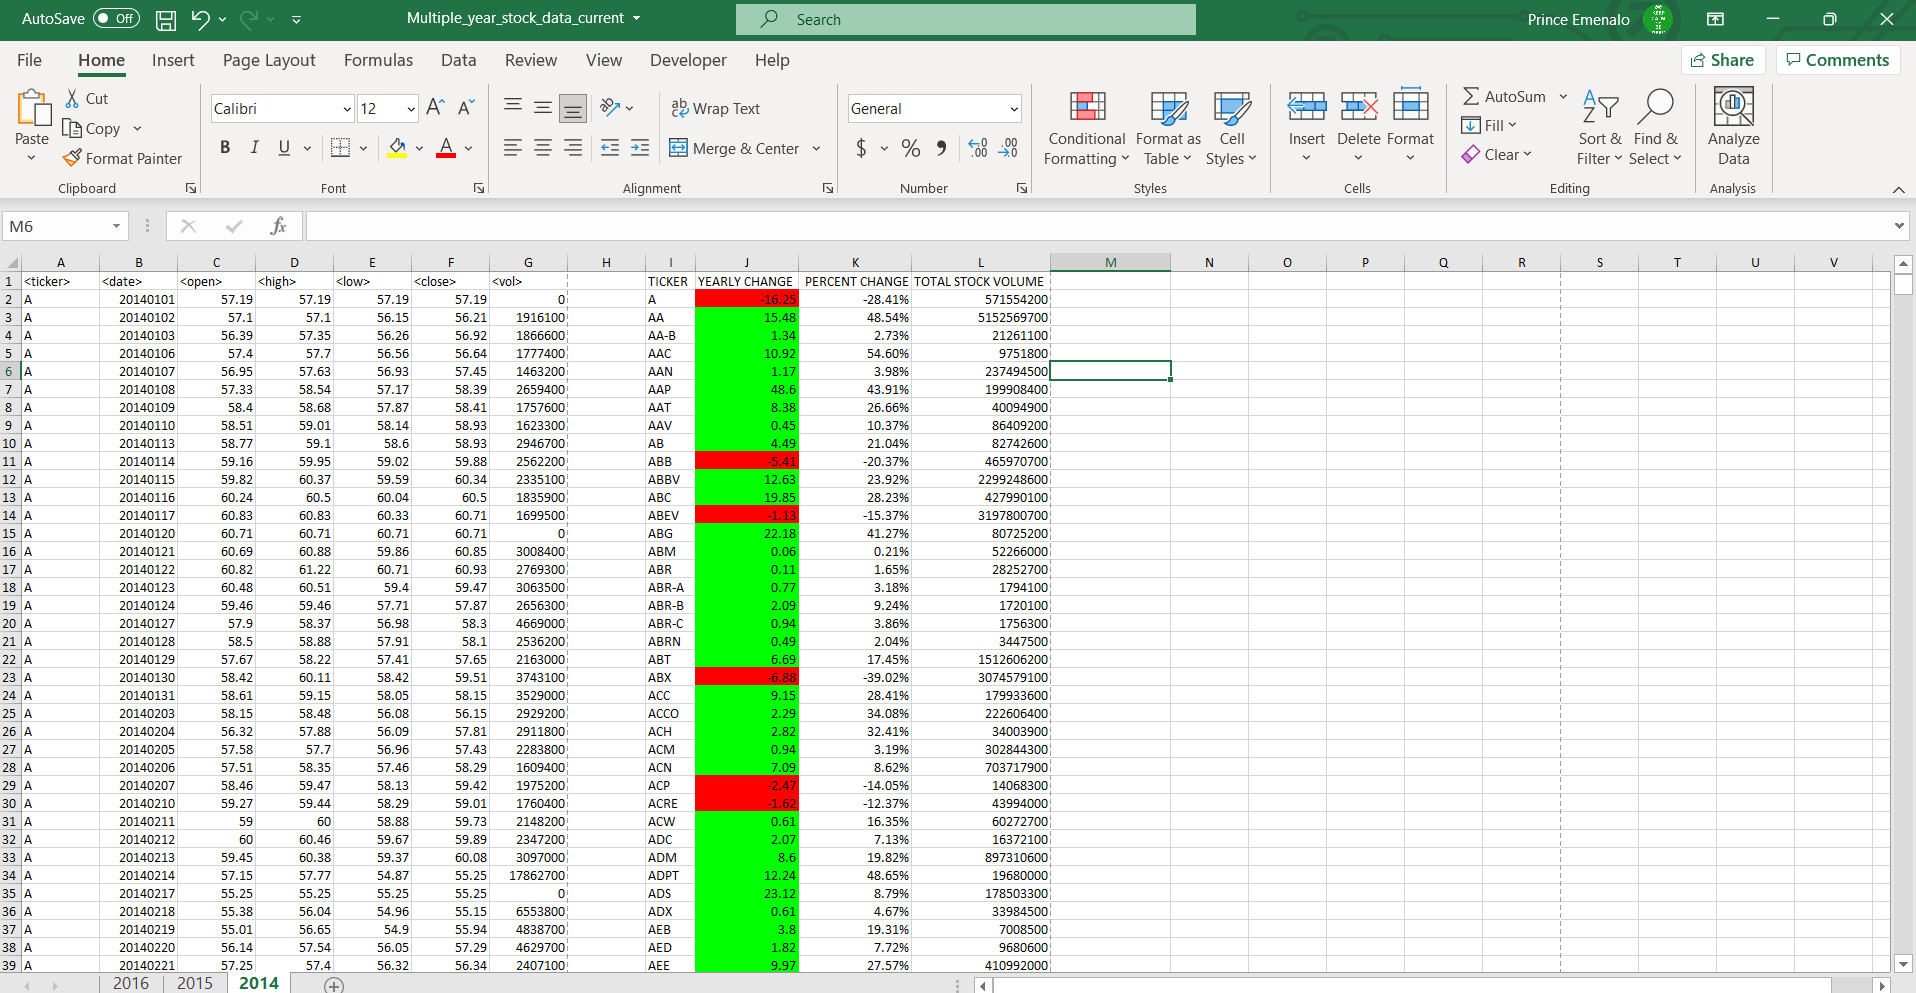 AutoSave Off Multiple_year_stock_data_current Search Prince Emenalo
File Home Insert Page Layout Formulas Data Review View Developer Help Share Comments
Paste Cut Copy Format Painter Clipboard
Calibri 12 A A B I U A Font
Wrap Text Merge & Center Alignment
General $ % 9 .00 .00 Number
Conditional Formatting Format as Table Cell Styles Styles
Insert Delete Format Cells
AutoSum Fill Clear Sort & Filter Find & Select Editing
Analyze Data Analysis
M6 fx
A B C D E F G H I J K L M N O P Q R S T U V
1 <ticker> <date> <open> <high> <low> <close> <vol> TICKER YEARLY CHANGE PERCENT CHANGE TOTAL STOCK VOLUME
2 A 20140101 57.19 57.19 57.19 57.19 0 A -16.25 -28.41% 571554200
3 A 20140102 57.1 57.1 56.15 56.21 1916100 AA 15.48 48.54% 5152569700
4 A 20140103 56.39 57.35 56.26 56.92 1866600 AA-B 1.34 2.73% 21261100
5 A 20140106 57.4 57.7 56.56 56.64 1777400 AAC 10.92 54.60% 9751800
6 A 20140107 56.95 57.63 56.93 57.45 1463200 AAN 1.17 3.98% 237494500
7 A 20140108 57.33 58.54 57.17 58.39 2659400 AAP 48.6 43.91% 199908400
8 A 20140109 58.4 58.68 57.87 58.41 1757600 AAT 8.38 26.66% 40094900
9 A 20140110 58.51 59.01 58.14 58.93 1623300 AAV 0.45 10.37% 86409200
10 A 20140113 58.77 59.1 58.6 58.93 2946700 AB 4.49 21.04% 82742600
11 A 20140114 59.16 59.95 59.02 59.88 2562200 ABB -5.41 -20.37% 465970700
12 A 20140115 59.82 60.37 59.59 60.34 2335100 ABBV 12.63 23.92% 2299248600
13 A 20140116 60.24 60.5 60.04 60.5 1835900 ABC 19.85 28.23% 427990100
14 A 20140117 60.83 60.83 60.33 60.71 1699500 ABEV -1.13 -15.37% 3197800700
15 A 20140120 60.71 60.71 60.71 60.71 0 ABG 22.18 41.27% 80725200
16 A 20140121 60.69 60.88 59.86 60.85 3008400 ABM 0.06 0.21% 52266000
17 A 20140122 60.82 61.22 60.71 60.93 2769300 ABR 0.11 1.65% 28252700
18 A 20140123 60.48 60.51 59.4 59.47 3063500 ABR-A 0.77 3.18% 1794100
19 A 20140124 59.46 59.46 57.71 57.87 2656300 ABR-B 2.09 9.24% 1720100
20 A 20140127 57.9 58.37 56.98 58.3 4669000 ABR-C 0.94 3.86% 1756300
21 A 20140128 58.5 58.88 57.91 58.1 2536200 ABRN 0.49 2.04% 3447500
22 A 20140129 57.67 58.22 57.41 57.65 2163000 ABT 6.69 17.45% 1512606200
23 A 20140130 58.42 60.11 58.42 59.51 3743100 ABX -6.88 -39.02% 3074579100
24 A 20140131 58.61 59.15 58.05 58.15 3529000 ACC 9.15 28.41% 179933600
25 A 20140203 58.15 58.48 56.08 56.15 2929200 ACCO 2.29 34.08% 222606400
26 A 20140204 56.32 57.88 56.09 57.81 2911800 ACH 2.82 32.41% 34003900
27 A 20140205 57.58 57.7 56.96 57.43 2283800 ACM 0.94 3.19% 302844300
28 A 20140206 57.51 58.35 57.46 58.29 1609400 ACN 7.09 8.62% 703717900
29 A 20140207 58.46 59.47 58.13 59.42 1975200 ACP -2.47 -14.05% 14068300
30 A 20140210 59.27 59.44 58.29 59.01 1760400 ACRE -1.62 -12.37% 43994000
31 A 20140211 59 60 58.88 59.73 2148200 ACW 0.61 16.35% 60272700
32 A 20140212 60 60.46 59.67 59.89 2347200 ADC 2.07 7.13% 16372100
33 A 20140213 59.45 60.38 59.37 60.08 3097000 ADM 8.6 19.82% 897310600
34 A 20140214 57.15 57.77 54.87 55.25 17862700 ADPT 12.24 48.65% 19680000
35 A 20140217 55.25 55.25 55.25 55.25 0 ADS 23.12 8.79% 178503300
36 A 20140218 55.38 56.04 54.96 55.15 6553800 ADX 0.61 4.67% 33984500
37 A 20140219 55.01 56.65 54.9 55.94 4838700 AEB 3.8 19.31% 7008500
38 A 20140220 56.14 57.54 56.05 57.29 4629700 AED 1.82 7.72% 9680600
39 A 20140221 57.25 57.4 56.32 56.34 2407100 AEE 9.97 27.57% 410992000
2016 2015 2014